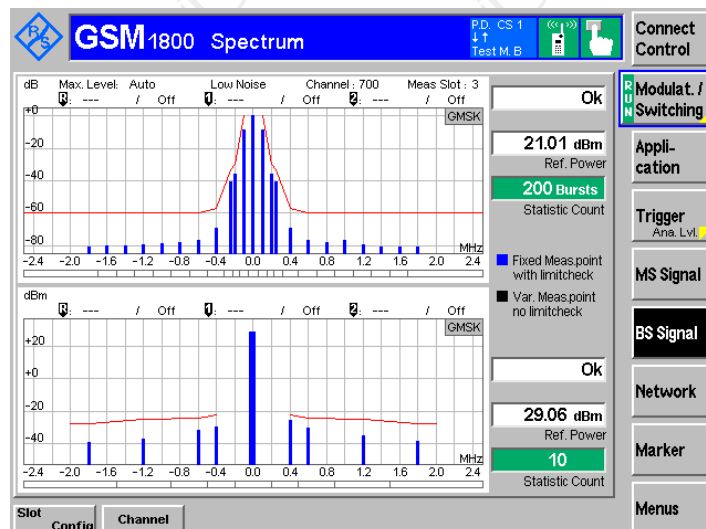 R&S
GSM 1800 Spectrum
P.D. CS 1
↓↑
Test M. B
Connect Control
dB Max. Level: Auto Low Noise Channel : 700 Meas Slot : 3
R: --- / Off 1: --- / Off 2: --- / Off
GMSK
+0
-20
-40
-60
-80
MHz
-2.4 -2.0 -1.6 -1.2 -0.8 -0.4 0.0 0.4 0.8 1.2 1.6 2.0 2.4
Ok
21.01 dBm
Ref. Power
200 Bursts
Statistic Count
Fixed Meas.point
with limitcheck
Var. Meas.point
no limitcheck
dBm
R: --- / Off 1: --- / Off 2: --- / Off
GMSK
+20
+0
-20
-40
MHz
-2.4 -2.0 -1.6 -1.2 -0.8 -0.4 0.0 0.4 0.8 1.2 1.6 2.0 2.4
Ok
29.06 dBm
Ref. Power
10
Statistic Count
RUN
Modulat. /
Switching
Appli-
cation
Trigger
Ana. Lvl.
MS Signal
BS Signal
Network
Marker
Menus
Slot
Config
Channel